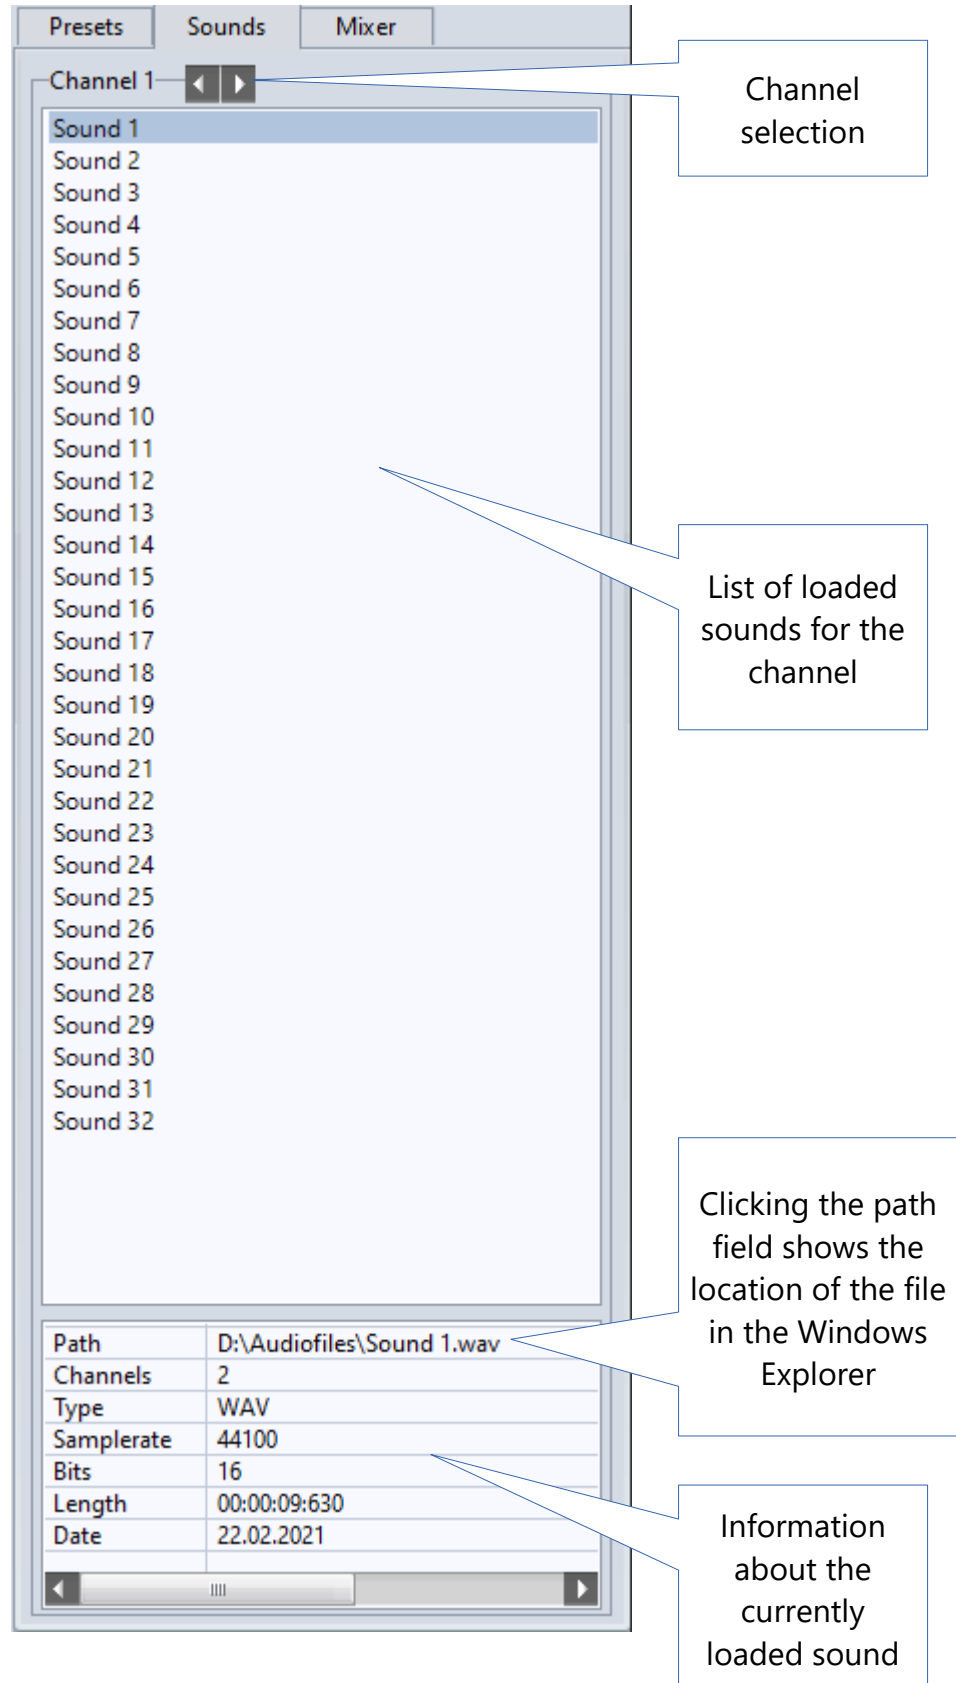 Presets Sounds Mixer
Channel 1
Channel
selection
Sound 1
Sound 2
Sound 3
Sound 4
Sound 5
Sound 6
Sound 7
Sound 8
Sound 9
Sound 10
Sound 11
Sound 12
Sound 13
Sound 14
Sound 15
Sound 16
Sound 17
Sound 18
Sound 19
Sound 20
Sound 21
Sound 22
Sound 23
Sound 24
Sound 25
Sound 26
Sound 27
Sound 28
Sound 29
Sound 30
Sound 31
Sound 32
List of loaded
sounds for the
channel
Clicking the path
field shows the
location of the file
in the Windows
Explorer
Path D:\Audiofiles\Sound 1.wav
Channels 2
Type WAV
Samplerate 44100
Bits 16
Length 00:00:09:630
Date 22.02.2021
Information
about the
currently
loaded sound